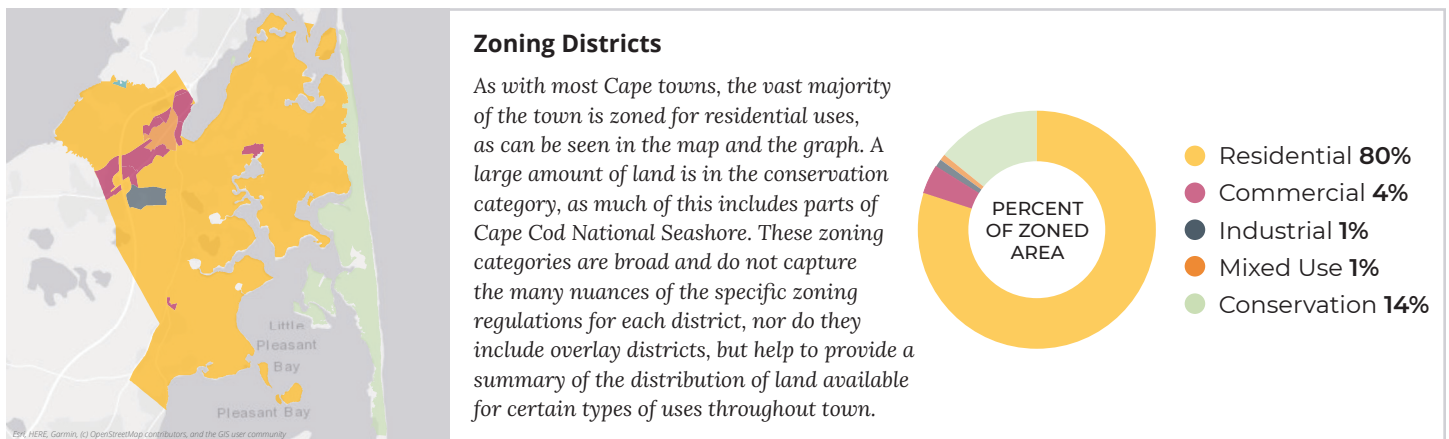 Zoning Districts
As with most Cape towns, the vast majority
of the town is zoned for residential uses,
as can be seen in the map and the graph. A
large amount of land is in the conservation
category, as much of this includes parts of
Cape Cod National Seashore. These zoning
categories are broad and do not capture
the many nuances of the specific zoning
regulations for each district, nor do they
include overlay districts, but help to provide a
summary of the distribution of land available
for certain types of uses throughout town.
PERCENT
OF ZONED
AREA
Residential 80%
Commercial 4%
Industrial 1%
Mixed Use 1%
Conservation 14%
Little
Pleasant
Bay
Pleasant Bay
Esri, HERE, Garmin, (c) OpenStreetMap contributors, and the GIS user community